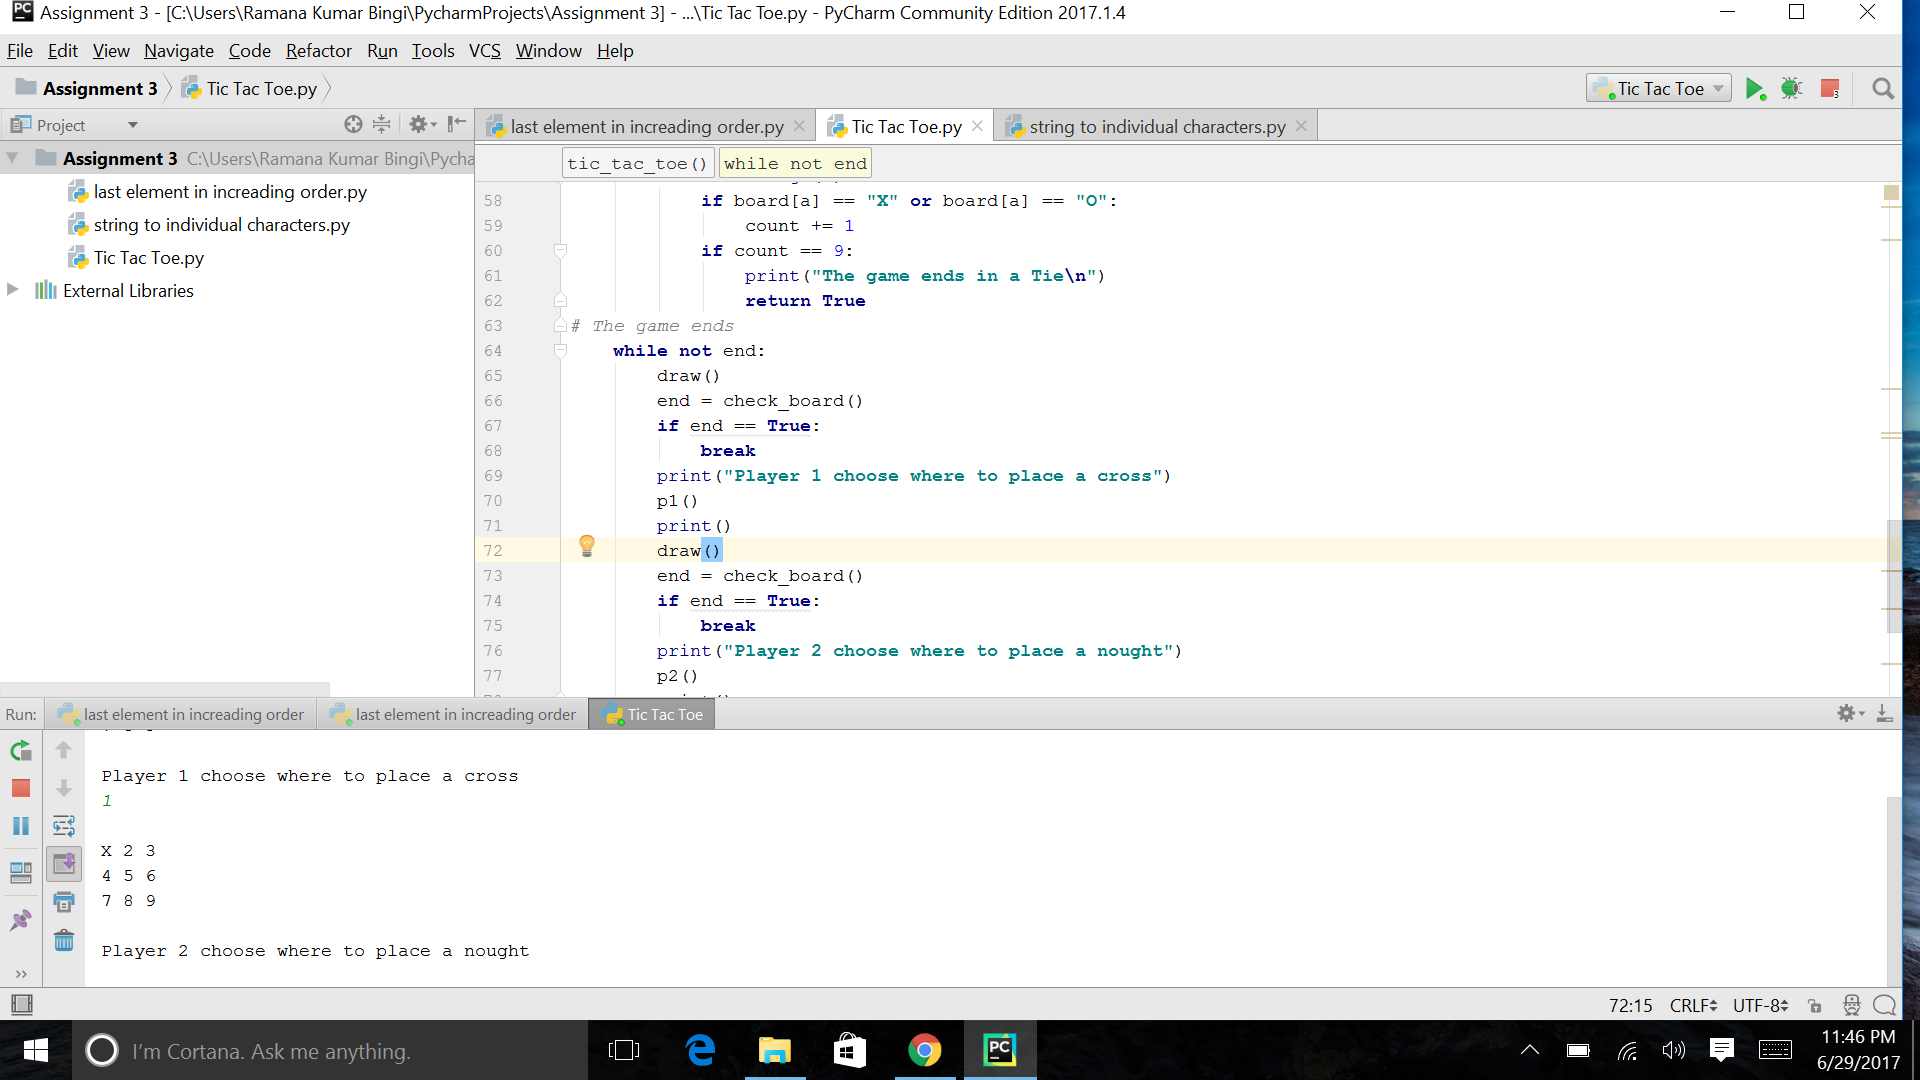 PC Assignment 3 - [C:\Users\Ramana Kumar Bingi\PycharmProjects\Assignment 3] - ...\Tic Tac Toe.py - PyCharm Community Edition 2017.1.4
File Edit View Navigate Code Refactor Run Tools VCS Window Help
Assignment 3 Tic Tac Toe.py Tic Tac Toe 3
Project last element in increading order.py Tic Tac Toe.py string to individual characters.py
Assignment 3 C:\Users\Ramana Kumar Bingi\Pycha
last element in increading order.py
string to individual characters.py
Tic Tac Toe.py
External Libraries
tic_tac_toe() while not end
58 if board[a] == "X" or board[a] == "O":
59 count += 1
60 if count == 9:
61 print("The game ends in a Tie\n")
62 return True
63 # The game ends
64 while not end:
65 draw()
66 end = check_board()
67 if end == True:
68 break
69 print("Player 1 choose where to place a cross")
70 p1()
71 print()
72 draw()
73 end = check_board()
74 if end == True:
75 break
76 print("Player 2 choose where to place a nought")
77 p2()
Run: last element in increading order last element in increading order Tic Tac Toe
Player 1 choose where to place a cross
1
X 2 3
4 5 6
7 8 9
Player 2 choose where to place a nought
72:15 CRLF UTF-8
I'm Cortana. Ask me anything.
PC
11:46 PM
6/29/2017